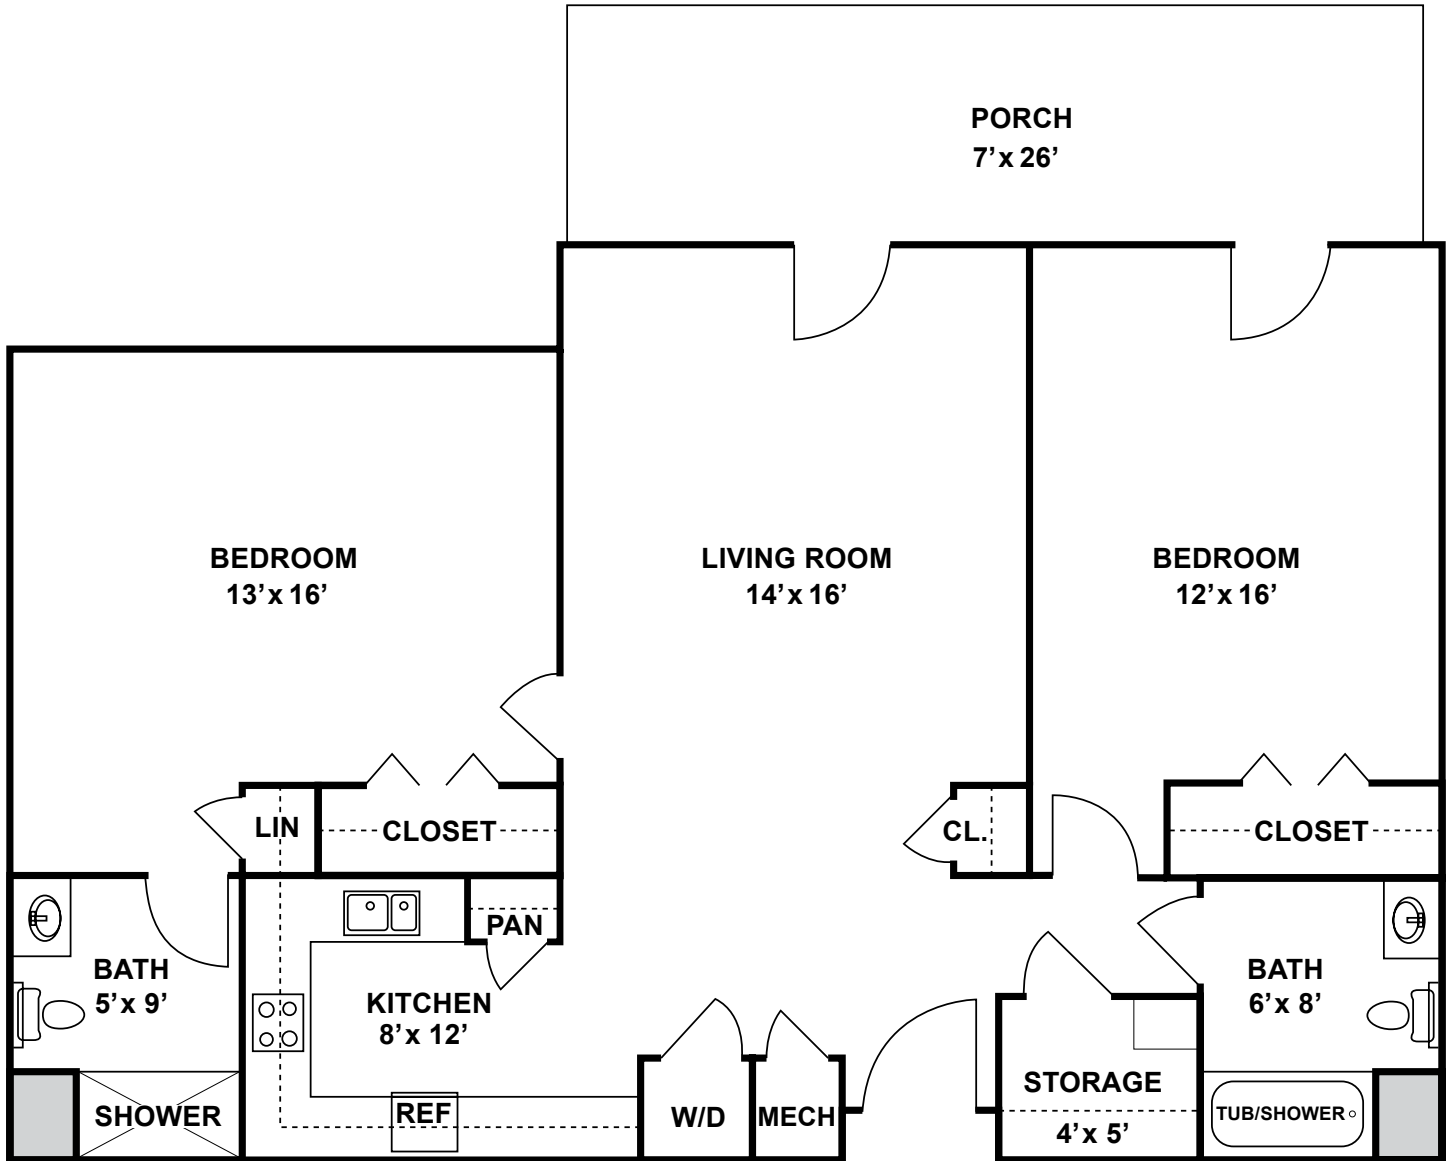 PORCH
7’ x 26’
BEDROOM
13’ x 16’
LIVING ROOM
14’ x 16’
BEDROOM
12’ x 16’
LIN
CLOSET
CL.
CLOSET
PAN
BATH
5’ x 9’
KITCHEN
8’ x 12’
BATH
6’ x 8’
SHOWER
REF
W/D
MECH
STORAGE
4’ x 5’
TUB/SHOWER